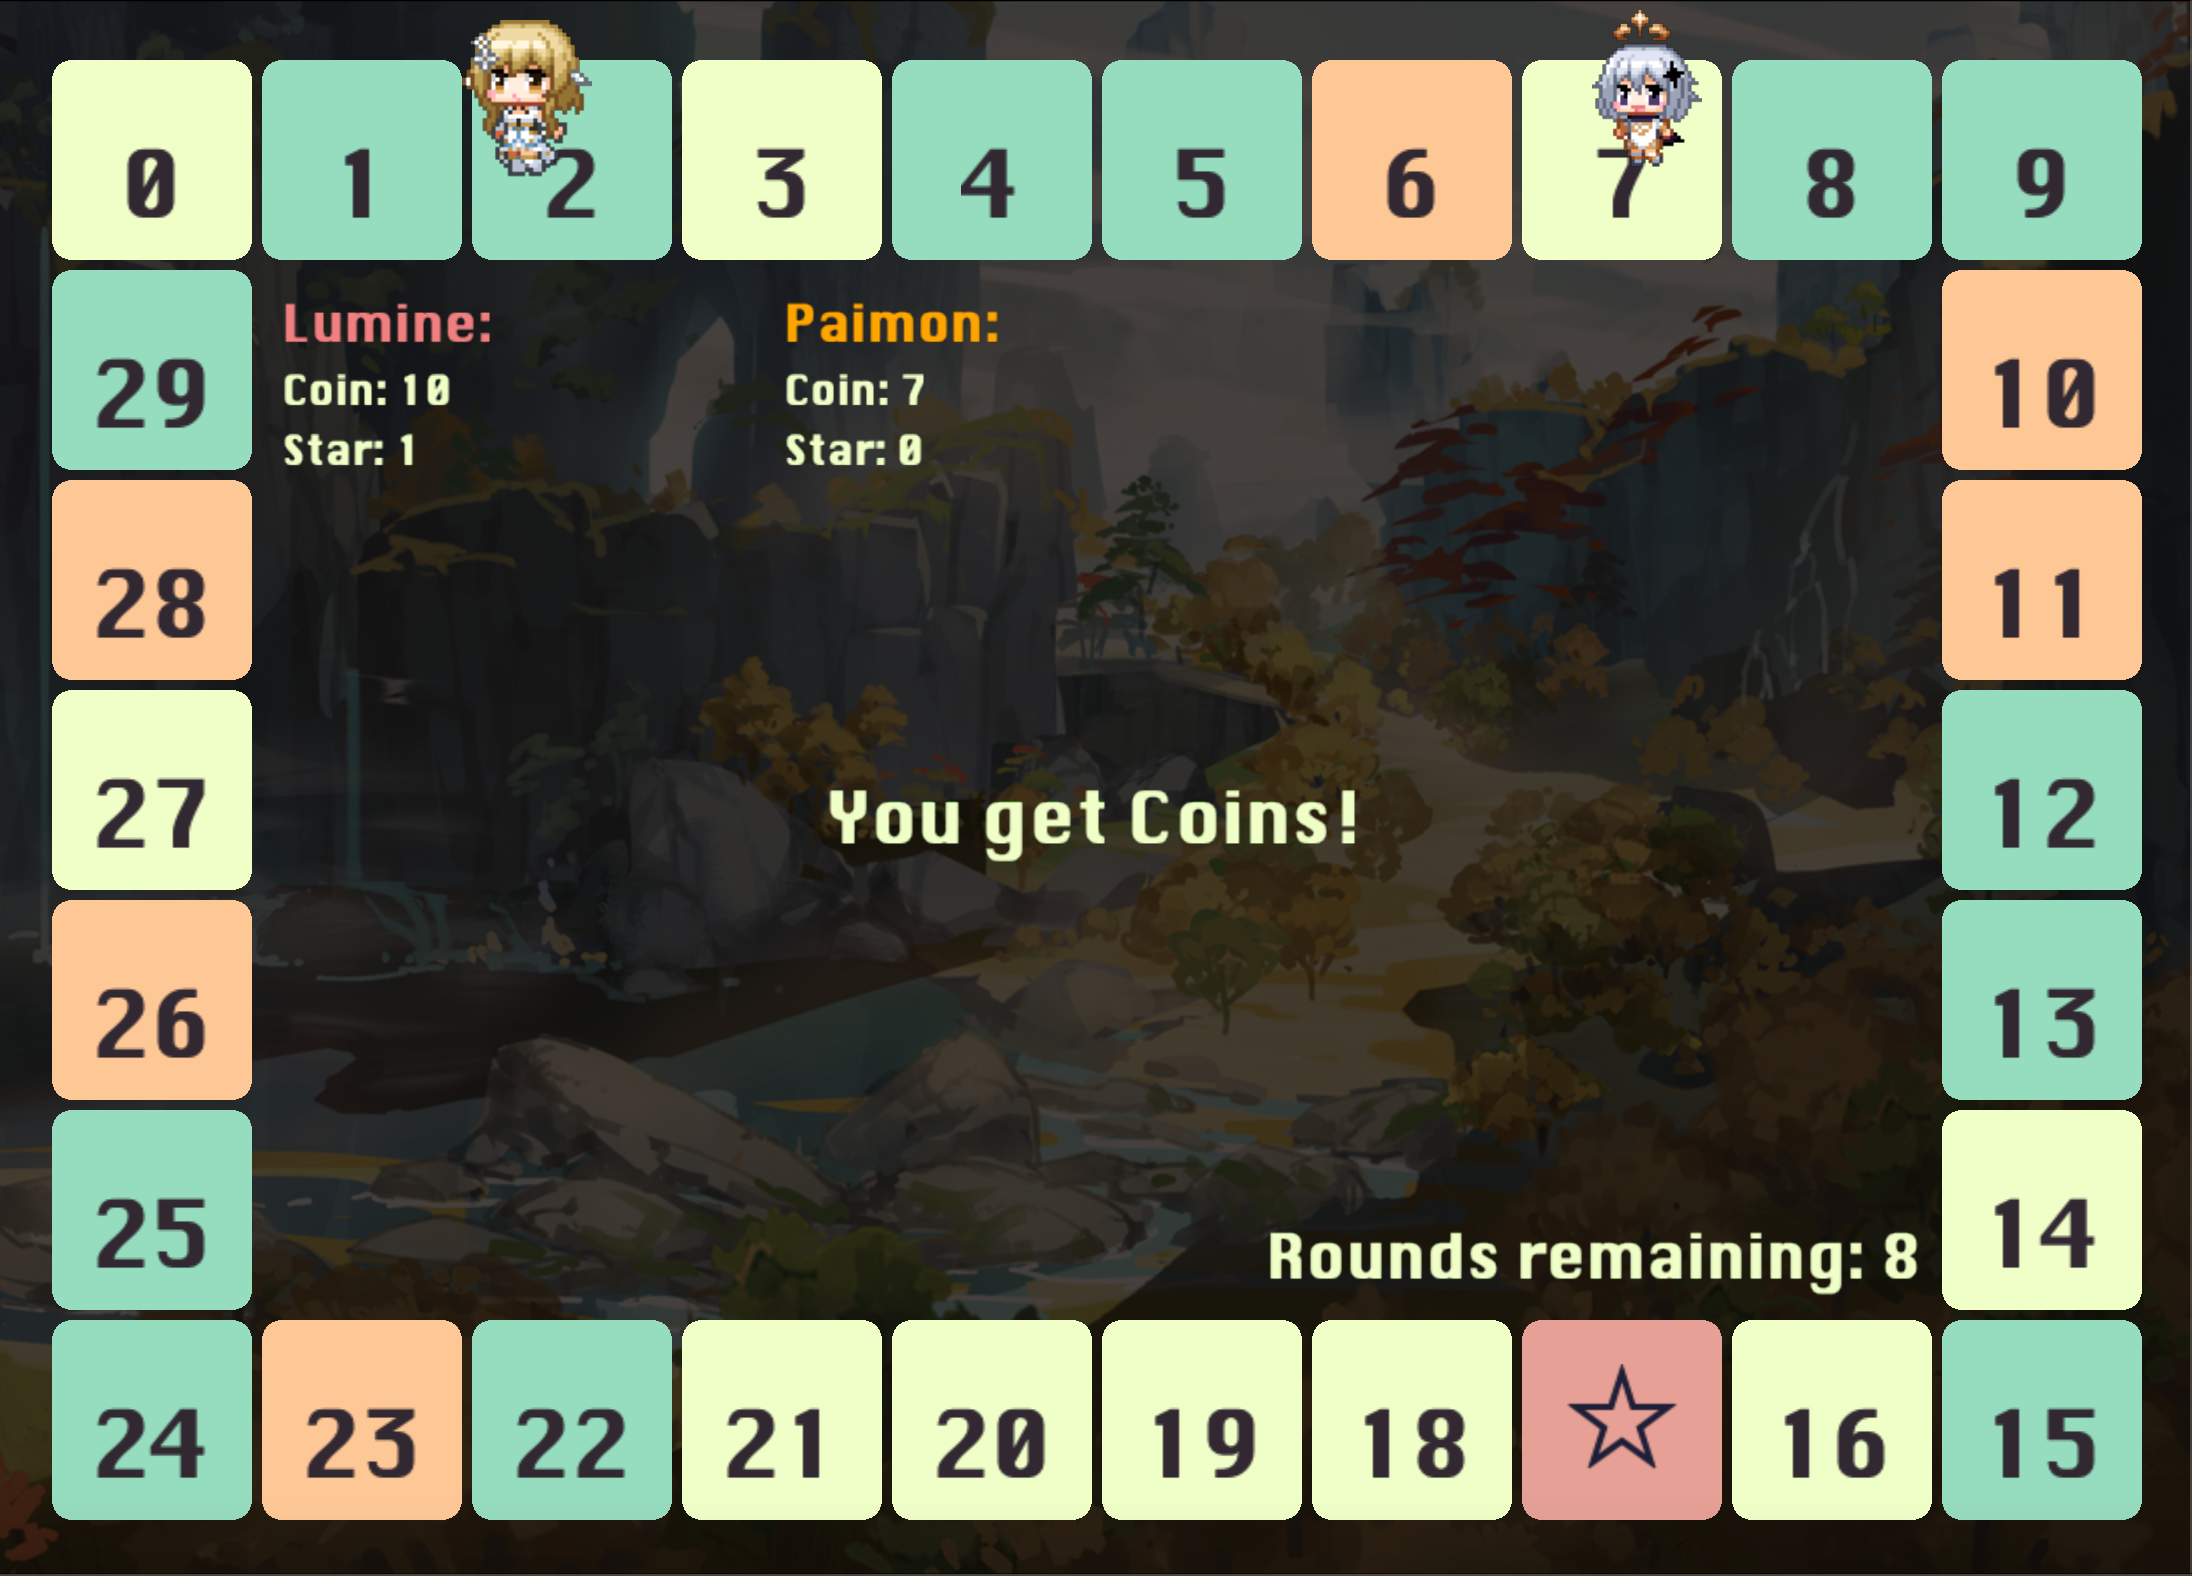 0 1 2 3 4 5 6 7 8 9
29 Lumine: Paimon: 10
Coin: 10 Coin: 7
Star: 1 Star: 0
28 11
27 You get Coins! 12
26 13
25 Rounds remaining: 8 14
24 23 22 21 20 19 18 ☆ 16 15